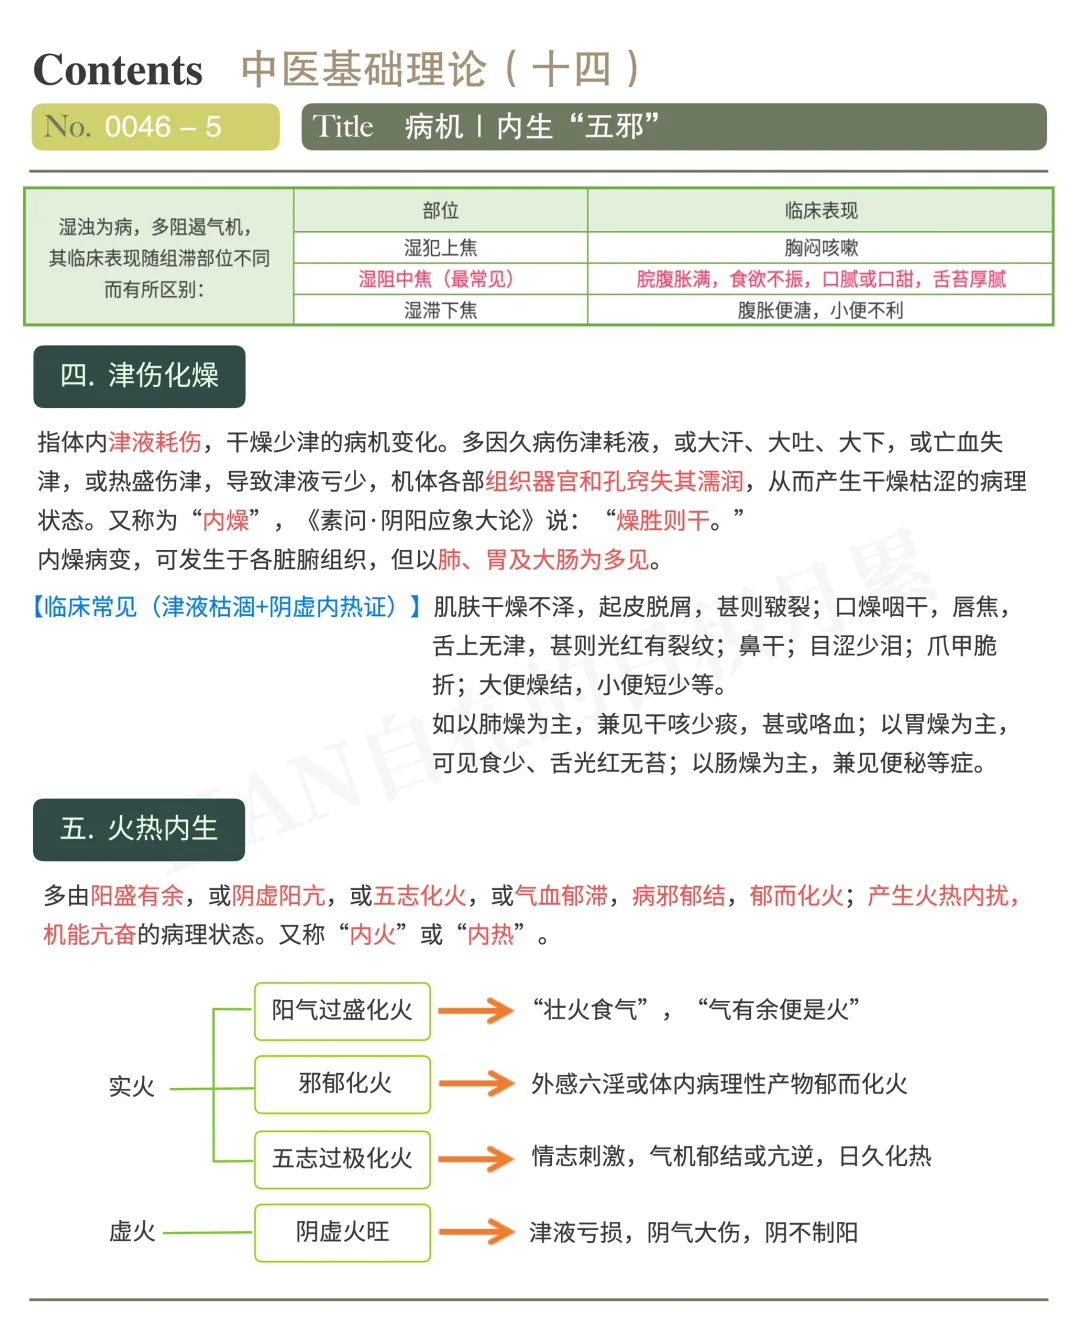 Contents 中医基础理论（十四）
No. 0046 – 5
Title 病机丨内生“五邪”
湿浊为病，多阻遏气机，
其临床表现随组滞部位不同
而有所区别：
部位 临床表现
湿犯上焦 胸闷咳嗽
湿阻中焦（最常见） 脘腹胀满，食欲不振，口腻或口甜，舌苔厚腻
湿滞下焦 腹胀便溏，小便不利
四. 津伤化燥
指体内津液耗伤，干燥少津的病机变化。多因久病伤津耗液，或大汗、大吐、大下，或亡血失
津，或热盛伤津，导致津液亏少，机体各部组织器官和孔窍失其濡润，从而产生干燥枯涩的病理
状态。又称为“内燥”，《素问·阴阳应象大论》说：“燥胜则干。”
内燥病变，可发生于各脏腑组织，但以肺、胃及大肠为多见。
【临床常见（津液枯涸+阴虚内热证）】肌肤干燥不泽，起皮脱屑，甚则皲裂；口燥咽干，唇焦，
舌上无津，甚则光红有裂纹；鼻干；目涩少泪；爪甲脆
折；大便燥结，小便短少等。
如以肺燥为主，兼见干咳少痰，甚或咯血；以胃燥为主，
可见食少、舌光红无苔；以肠燥为主，兼见便秘等症。
五. 火热内生
多由阳盛有余，或阴虚阳亢，或五志化火，或气血郁滞，病邪郁结，郁而化火；产生火热内扰，
机能亢奋的病理状态。又称“内火”或“内热”。
阳气过盛化火 “壮火食气”，“气有余便是火”
实火 邪郁化火 外感六淫或体内病理性产物郁而化火
五志过极化火 情志刺激，气机郁结或亢逆，日久化热
虚火 阴虚火旺 津液亏损，阴气大伤，阴不制阳